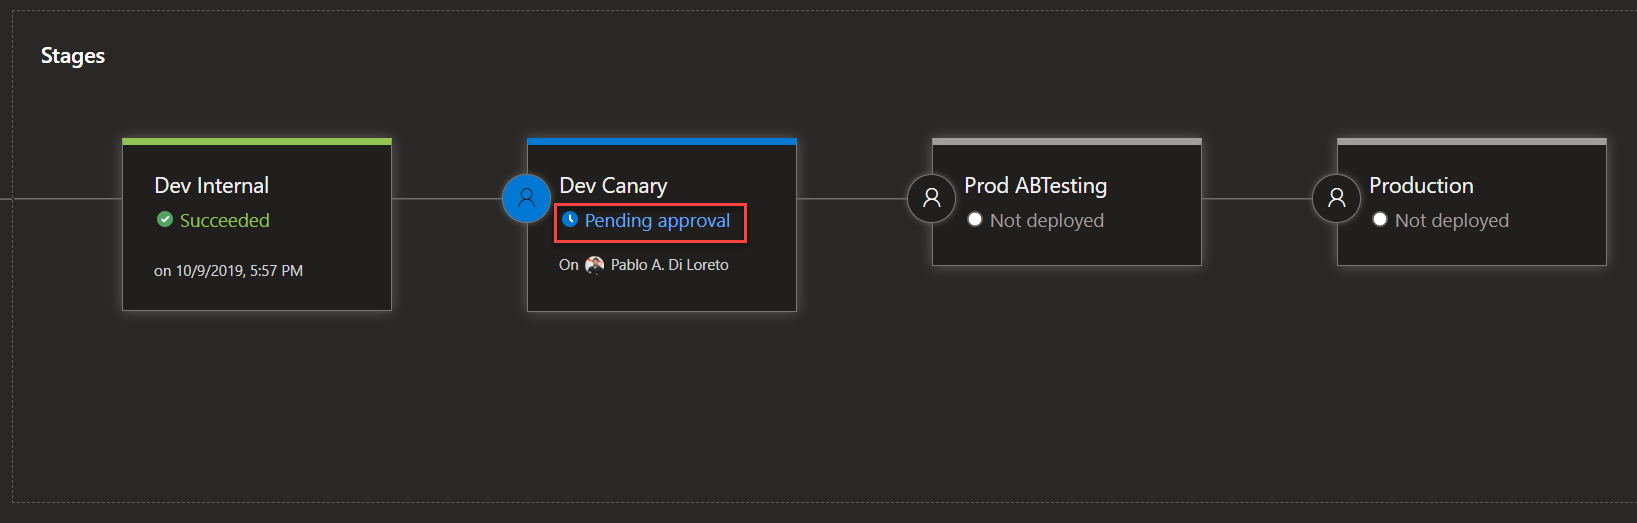 Stages
Dev Internal
Succeeded
on 10/9/2019, 5:57 PM
Dev Canary
Pending approval
On Pablo A. Di Loreto
Prod ABTesting
Not deployed
Production
Not deployed